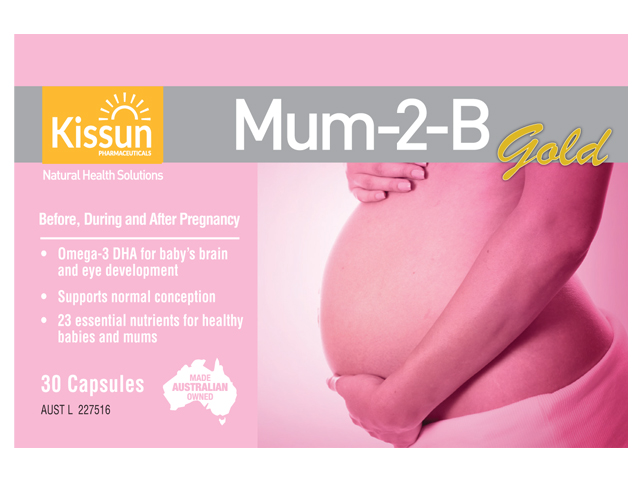 Kissun
PHARMACEUTICALS
Mum-2-B
Gold
Natural Health Solutions
Before, During and After Pregnancy
• Omega-3 DHA for baby's brain
and eye development
• Supports normal conception
• 23 essential nutrients for healthy
babies and mums
30 Capsules
MADE
AUSTRALIAN
OWNED
AUST L 227516